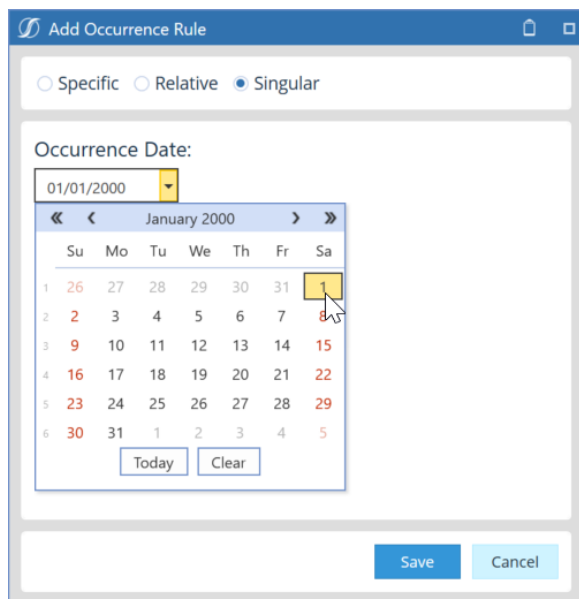 Add Occurrence Rule
Specific Relative Singular
Occurrence Date:
01/01/2000
January 2000
Su Mo Tu We Th Fr Sa
1 26 27 28 29 30 31 1
2 2 3 4 5 6 7 8
3 9 10 11 12 13 14 15
4 16 17 18 19 20 21 22
5 23 24 25 26 27 28 29
6 30 31 1 2 3 4 5
Today Clear
Save Cancel